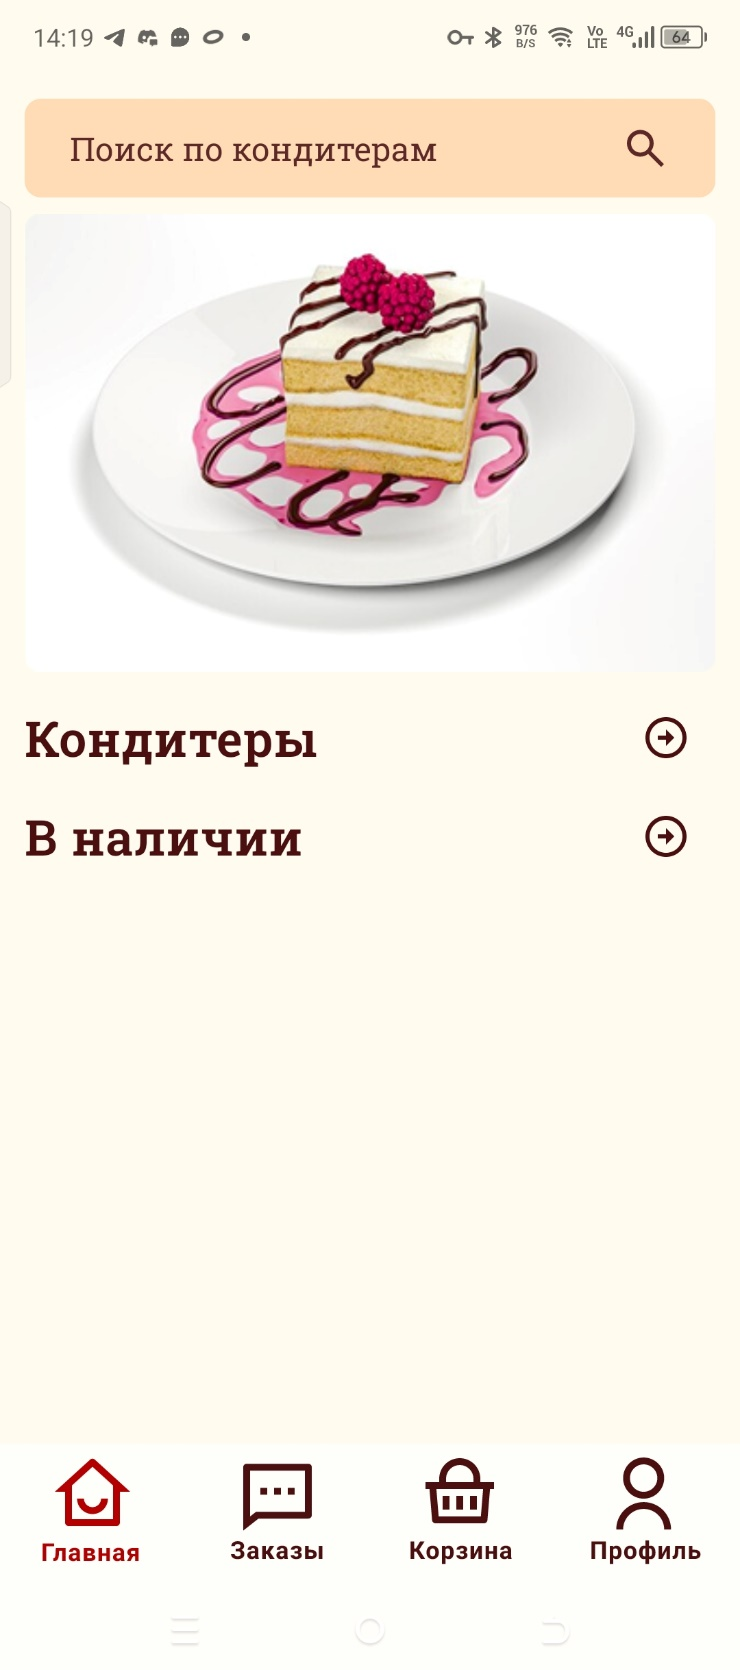 14:19 976 B/S Vo LTE 4G 64
Поиск по кондитерам
Кондитеры
В наличии
Главная Заказы Корзина Профиль